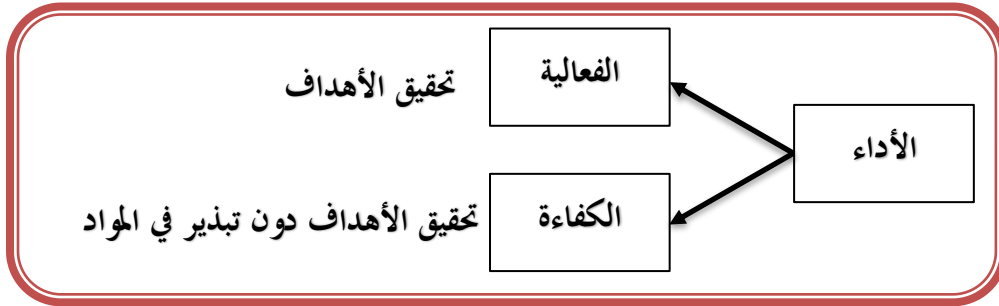 الأداء
الفعالية
تحقيق الأهداف
الكفاءة
تحقيق الأهداف دون تبذير في المواد